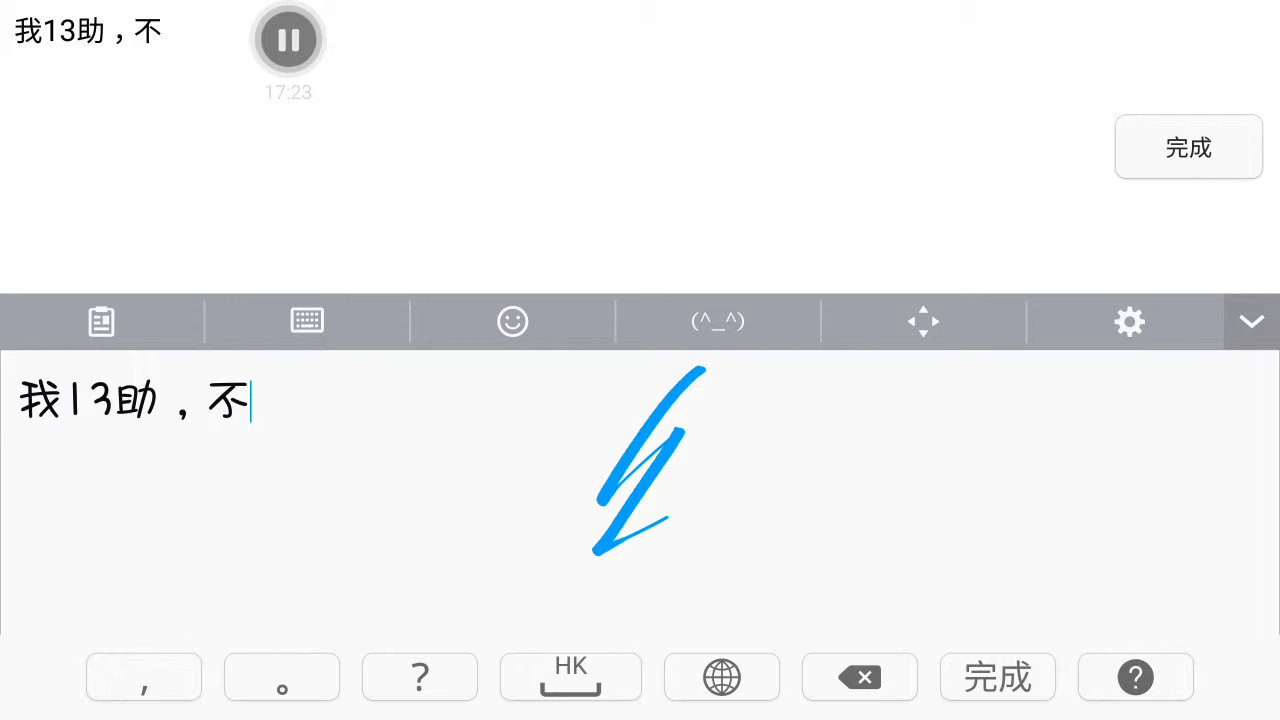 我13助，不
17:23
完成
(^_^)
我13助，不
， 。 ? HK 完成 ?